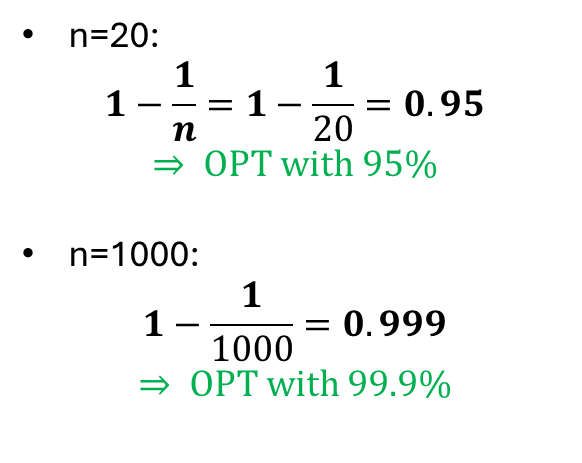 • n=20:
1 − 1/n = 1 − 1/20 = 0.95
⇒ OPT with 95%
• n=1000:
1 − 1/1000 = 0.999
⇒ OPT with 99.9%